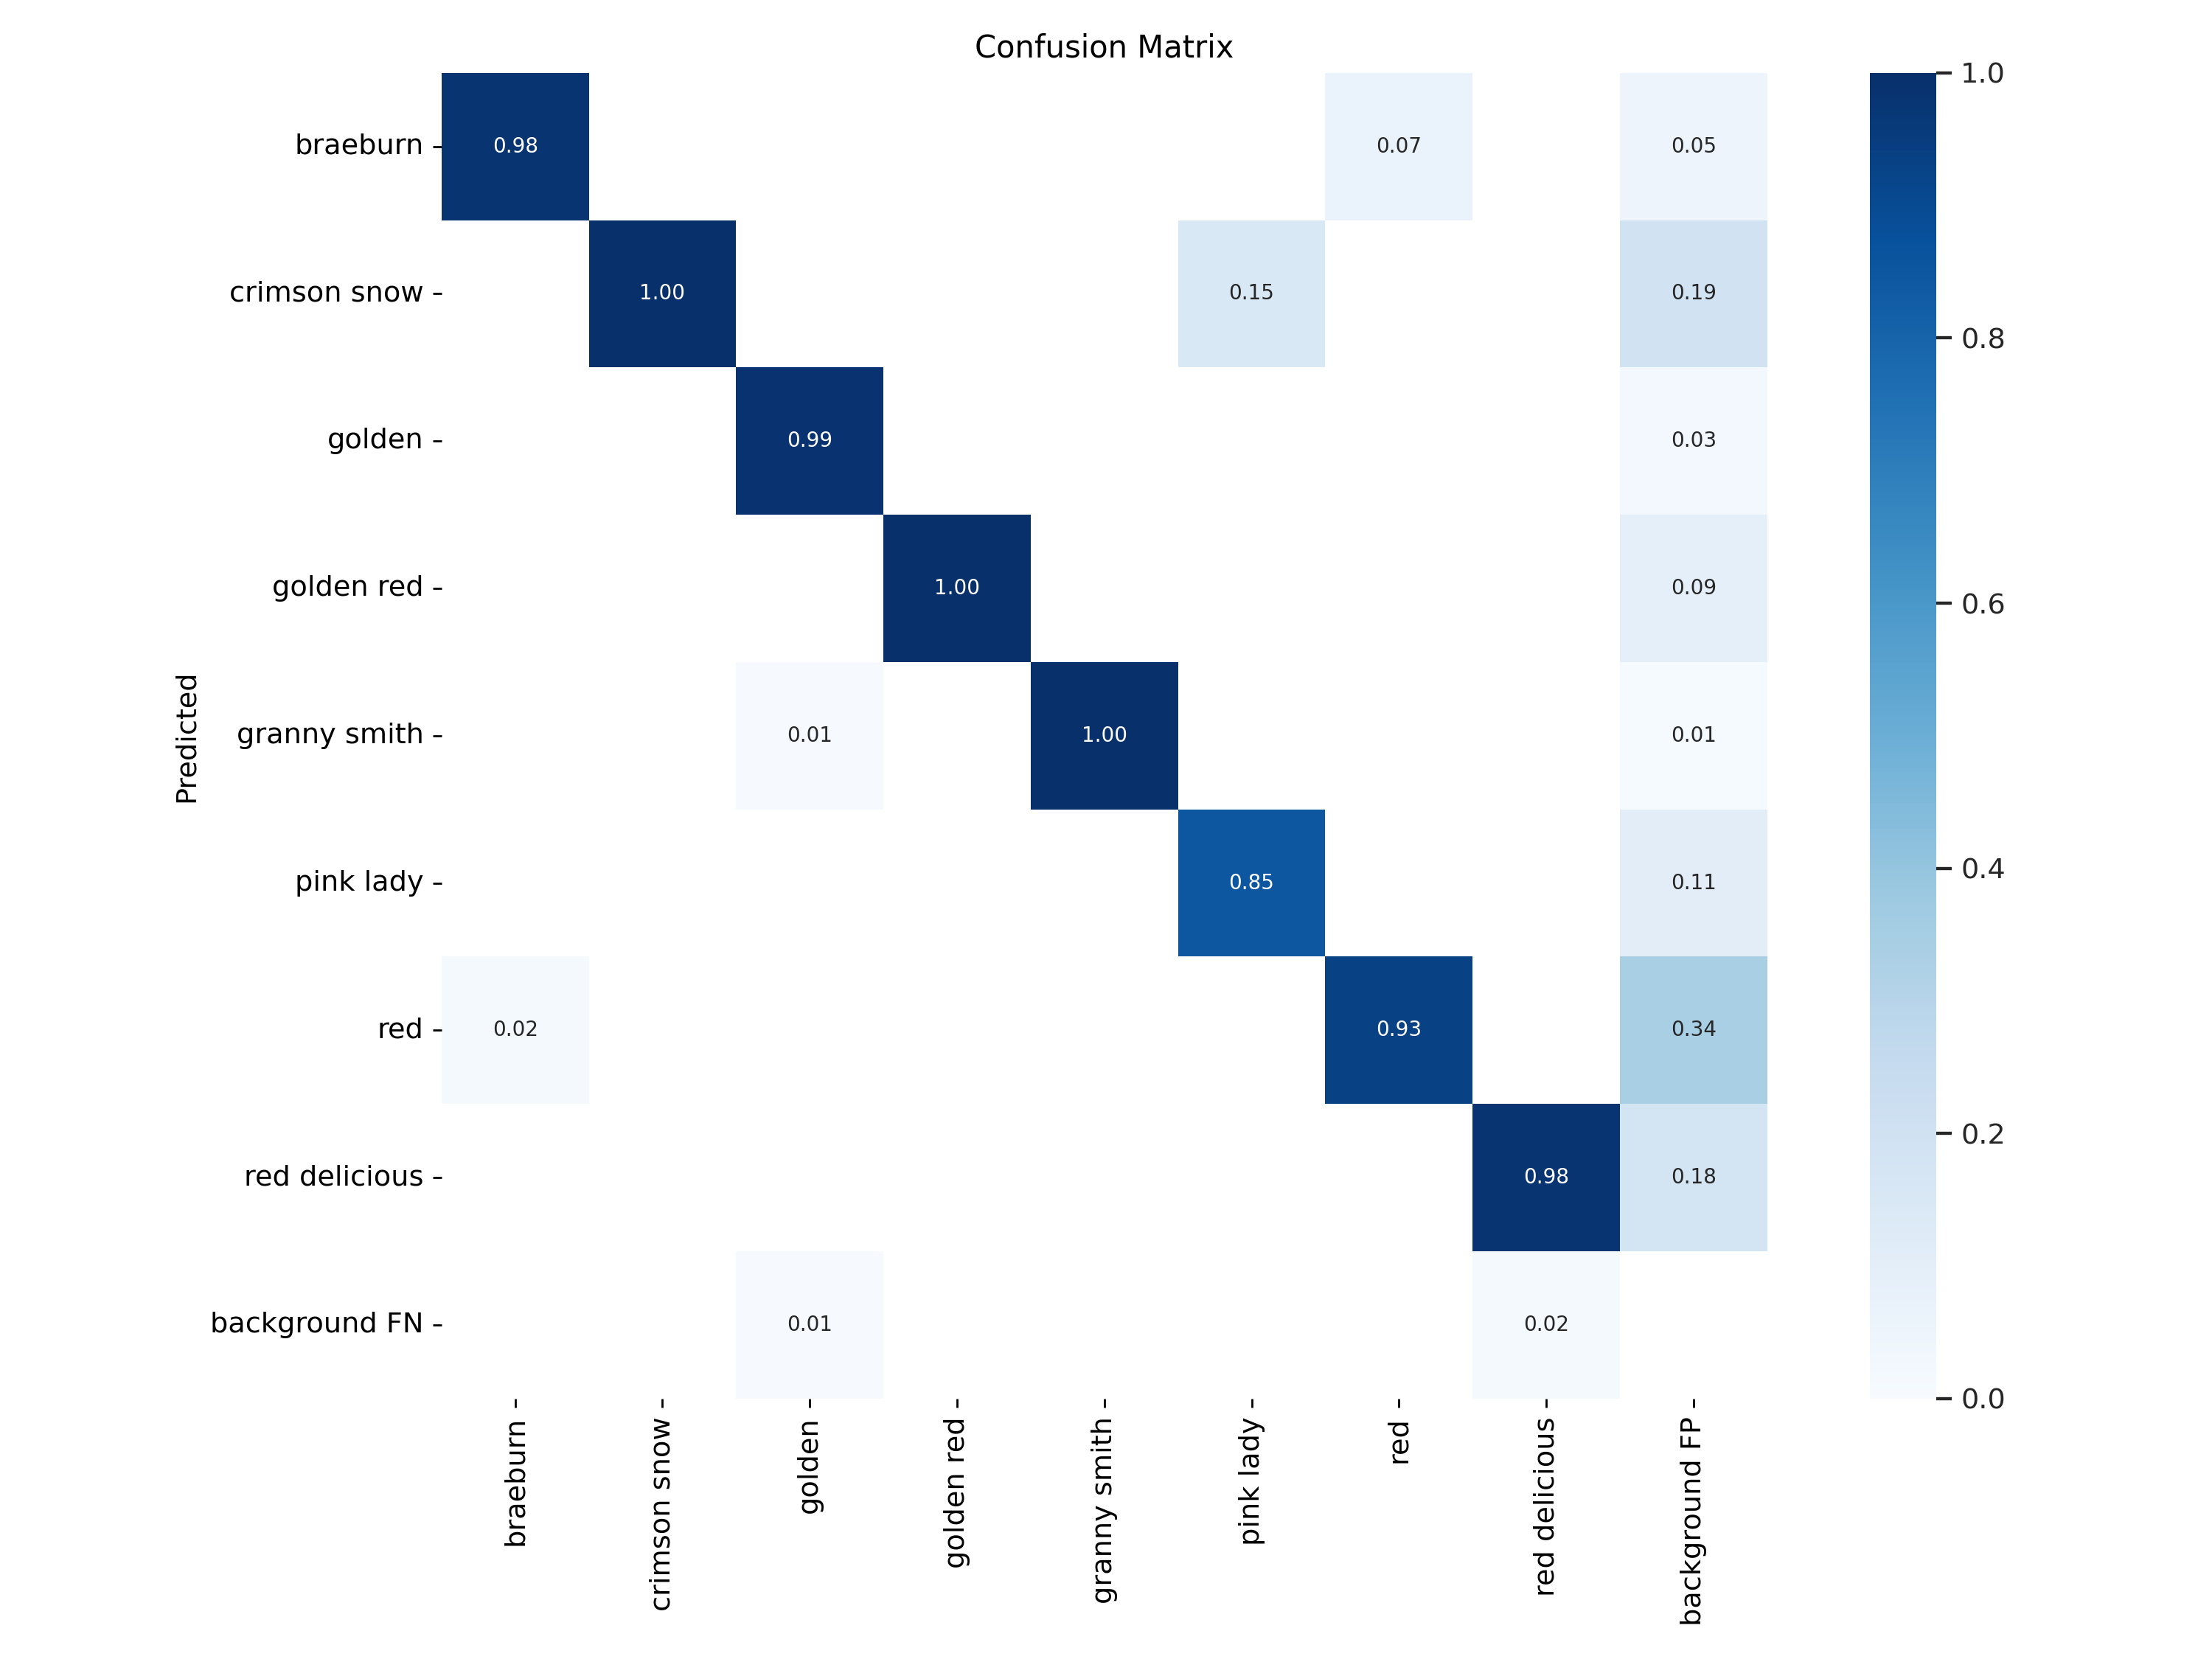 Confusion Matrix
braeburn
0.98
0.07
0.05
crimson snow
1.00
0.15
0.19
golden
0.99
0.03
golden red
1.00
0.09
granny smith
0.01
1.00
0.01
pink lady
0.85
0.11
red
0.02
0.93
0.34
red delicious
0.98
0.18
background FN
0.01
0.02
Predicted
braeburn
crimson snow
golden
golden red
granny smith
pink lady
red
red delicious
background FP
1.0
0.8
0.6
0.4
0.2
0.0